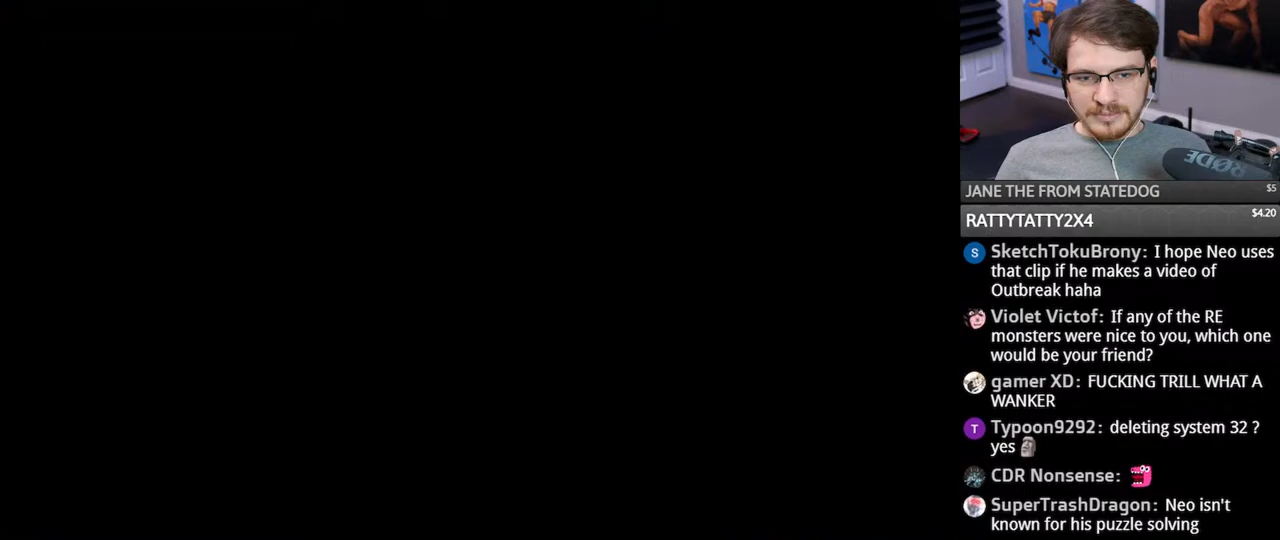 RØDE
JANE THE FROM STATEDOG $5
RATTYTATTY2X4 $4.20
S SketchTokuBrony: I hope Neo uses
that clip if he makes a video of
Outbreak haha
Violet Victof: If any of the RE
monsters were nice to you, which one
would be your friend?
gamer XD: FUCKING TRILL WHAT A
WANKER
T Typoon9292: deleting system 32 ?
yes
CDR Nonsense:
SuperTrashDragon: Neo isn't
known for his puzzle solving